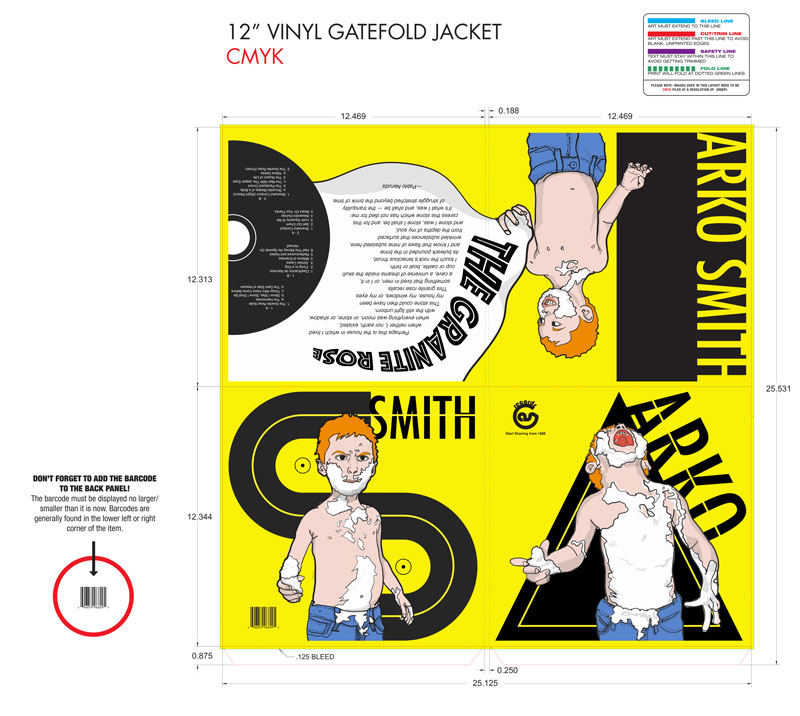 12” VINYL GATEFOLD JACKET
CMYK
BLEED LINE
ART MUST EXTEND TO THIS LINE
CUT/TRIM LINE
ART MUST EXTEND PAST THIS LINE TO AVOID
BLANK, UNPRINTED EDGES
SAFETY LINE
TEXT MUST STAY WITHIN THIS LINE TO
AVOID GETTING TRIMMED
FOLD LINE
PRINT WILL FOLD AT DOTTED GREEN LINES
PLEASE NOTE: IMAGES USED IN THIS LAYOUT NEED TO BE
CMYK FILES AT A RESOLUTION OF 300DPI.
12.469
0.188
12.469
12.313
25.531
12.344
0.875
.125 BLEED
0.250
25.125
ARKO SMITH
THE GRANITE ROSE
Perhaps this is the house in which I lived
when neither I, nor earth, existed,
when everything was moon, or stone, or shadow,
with the still light unborn.
This stone could then have been
my house, my windows, or my eyes
This granite rose recalls
something that lived in me, or I in it,
a cave, a universe of dreams inside the skull
cup or castle, boat or birth.
I touch the rock's tenacious thrust,
its bulwark pounded in the brine
and I know that flaws of mine subsisted here,
wrinkled substances that surfaced
from the depths of my soul,
and stone I was, stone I shall be, and for this
caress this stone which has not died for me:
it's what I was, and shall be — the tranquility
of struggle stretched beyond the brind of time
—Pablo Neruda
SMITH
ARKO
Start Shaving from 1986
DON'T FORGET TO ADD THE BARCODE
TO THE BACK PANEL!
The barcode must be displayed no larger/
smaller than it is now. Barcodes are
generally found in the lower left or right
corner of the item.